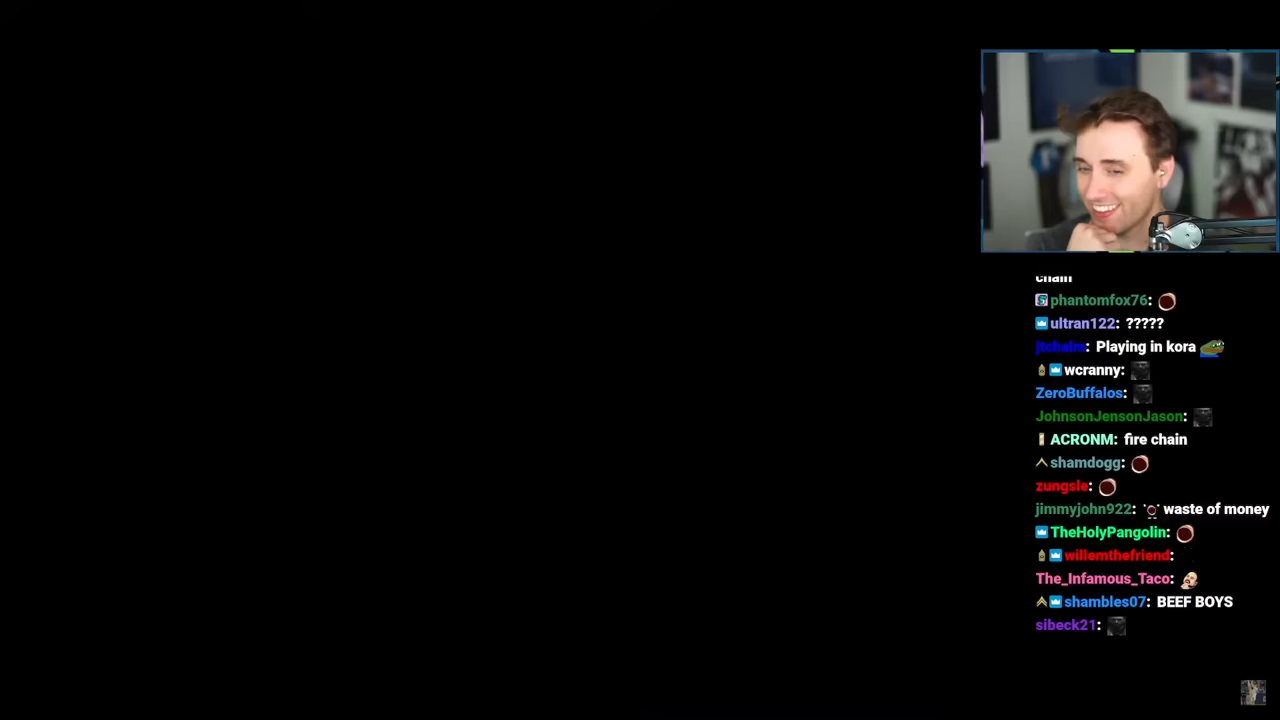 chain
phantomfox76:
ultran122: ?????
jtchairs: Playing in kora
wcranny:
ZeroBuffalos:
JohnsonJensonJason:
ACRONM: fire chain
shamdogg:
zungsle:
jimmyjohn922: waste of money
TheHolyPangolin:
willemthefriend:
The_Infamous_Taco:
shambles07: BEEF BOYS
sibeck21: